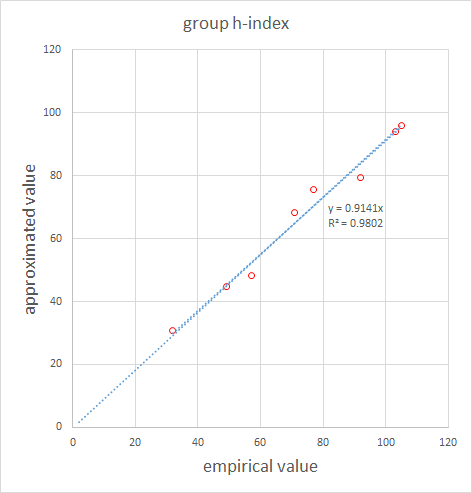 group h-index
120
100
80
60
40
20
0
approximated value
y = 0.9141x
R² = 0.9802
0 20 40 60 80 100 120
empirical value